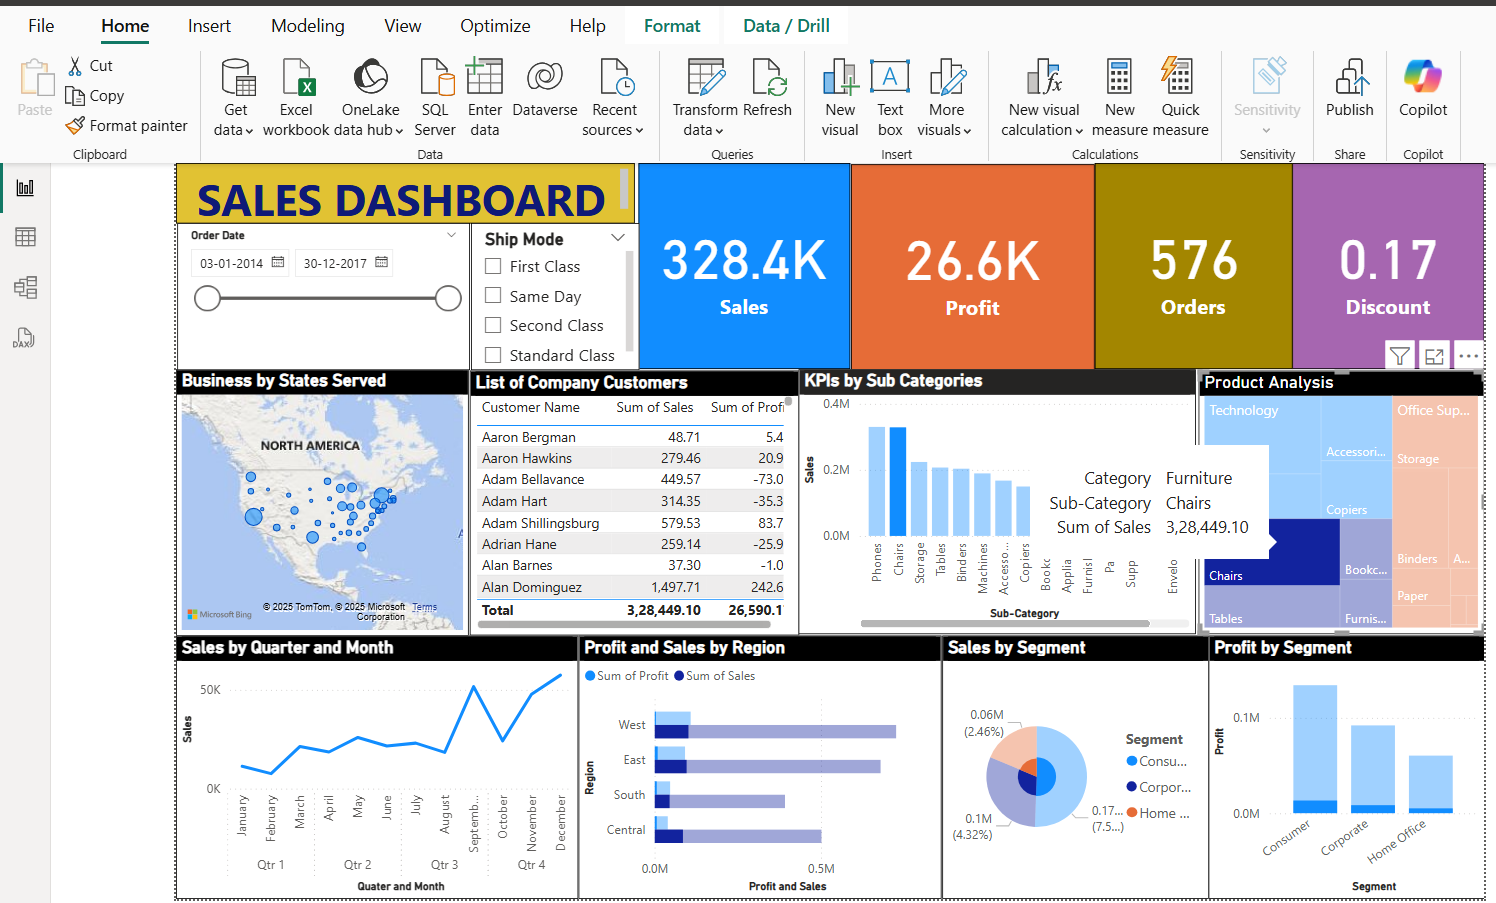 File Home Insert Modeling View Optimize Help Format Data / Drill
Paste
Cut
Copy
Format painter
Clipboard
Get data
Excel workbook
OneLake data hub
SQL Server
Enter data
Dataverse
Recent sources
Data
Transform data
Refresh
Queries
New visual
Text box
More visuals
Insert
New visual calculation
New measure
Quick measure
Calculations
Sensitivity
Sensitivity
Publish
Share
Copilot
Copilot
DAX
SALES DASHBOARD
Order Date
03-01-2014 30-12-2017
Ship Mode
First Class
Same Day
Second Class
Standard Class
328.4K
Sales
26.6K
Profit
576
Orders
0.17
Discount
Business by States Served
NORTH AMERICA
A
Microsoft Bing
© 2025 TomTom, © 2025 Microsoft Corporation Terms
List of Company Customers
Customer Name Sum of Sales Sum of Profi
Aaron Bergman 48.71 5.4
Aaron Hawkins 279.46 20.9
Adam Bellavance 449.57 -73.0
Adam Hart 314.35 -35.3
Adam Shillingsburg 579.53 83.7
Adrian Hane 259.14 -25.9
Alan Barnes 37.30 -1.0
Alan Dominguez 1,497.71 242.6
Total 3,28,449.10 26,590.1
KPIs by Sub Categories
Sales
0.4M
0.2M
0.0M
Phones
Chairs
Storage
Tables
Binders
Machines
Accesso...
Copiers
Bookc
Applia
Furnisl
Pa
Supp
Envelo
Sub-Category
Category Furniture
Sub-Category Chairs
Sum of Sales 3,28,449.10
Product Analysis
Technology
Accessori...
Copiers
Office Sup...
Storage
Binders
A...
Paper
Chairs
Bookc...
Tables
Furnis...
Sales by Quarter and Month
Sales
50K
0K
January
February
March
April
May
June
July
August
Septemb...
October
November
December
Qtr 1 Qtr 2 Qtr 3 Qtr 4
Quater and Month
Profit and Sales by Region
Sum of Profit Sum of Sales
Region
West
East
South
Central
0.0M 0.5M
Profit and Sales
Sales by Segment
0.06M
(2.46%)
0.1M
(4.32%)
0.17...
(7.5...)
Segment
Consu...
Corpor...
Home ...
Profit by Segment
Profit
0.1M
0.0M
Consumer
Corporate
Home Office
Segment